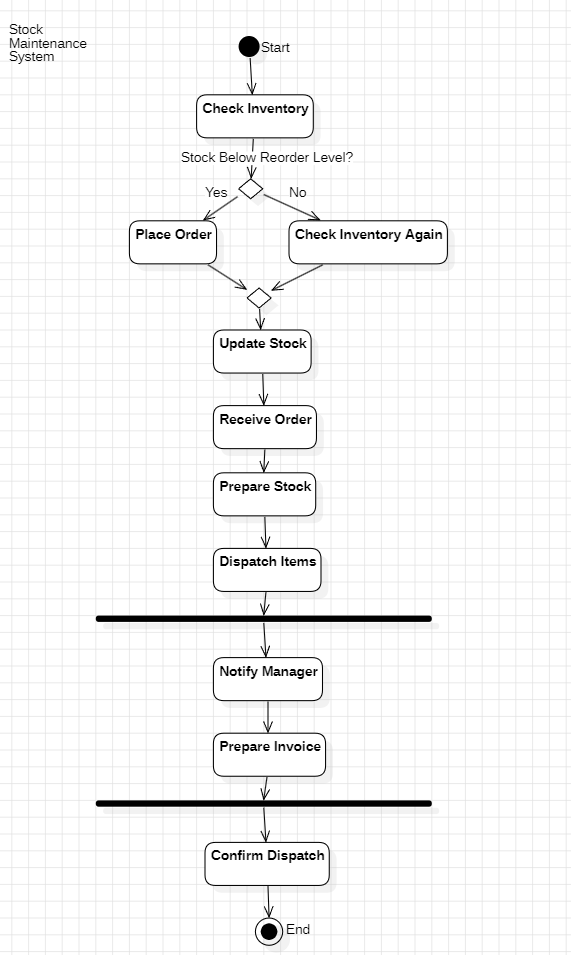 Stock
Maintenance
System
Start
Check Inventory
Stock Below Reorder Level?
Yes
No
Place Order
Check Inventory Again
Update Stock
Receive Order
Prepare Stock
Dispatch Items
Notify Manager
Prepare Invoice
Confirm Dispatch
End